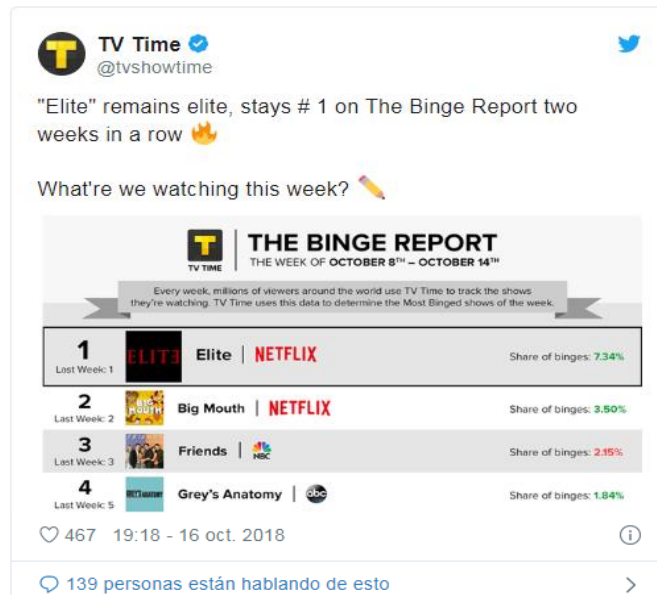 TV Time
@tvshowtime
"Elite" remains elite, stays # 1 on The Binge Report two
weeks in a row
What're we watching this week?
TV TIME
THE BINGE REPORT
THE WEEK OF OCTOBER 8TH – OCTOBER 14TH
Every week, millions of viewers around the world use TV Time to track the shows
they're watching. TV Time uses this data to determine the Most Binged shows of the week.
1
Last Week: 1
ELITE
Elite | NETFLIX
Share of binges: 7.34%
2
Last Week: 2
BIG MOUTH
Big Mouth | NETFLIX
Share of binges: 3.50%
3
Last Week: 3
Friends | NBC
Share of binges: 2.15%
4
Last Week: 5
GREY'S ANATOMY
Grey's Anatomy | abc
Share of binges: 1.84%
467 19:18 - 16 oct. 2018
139 personas están hablando de esto